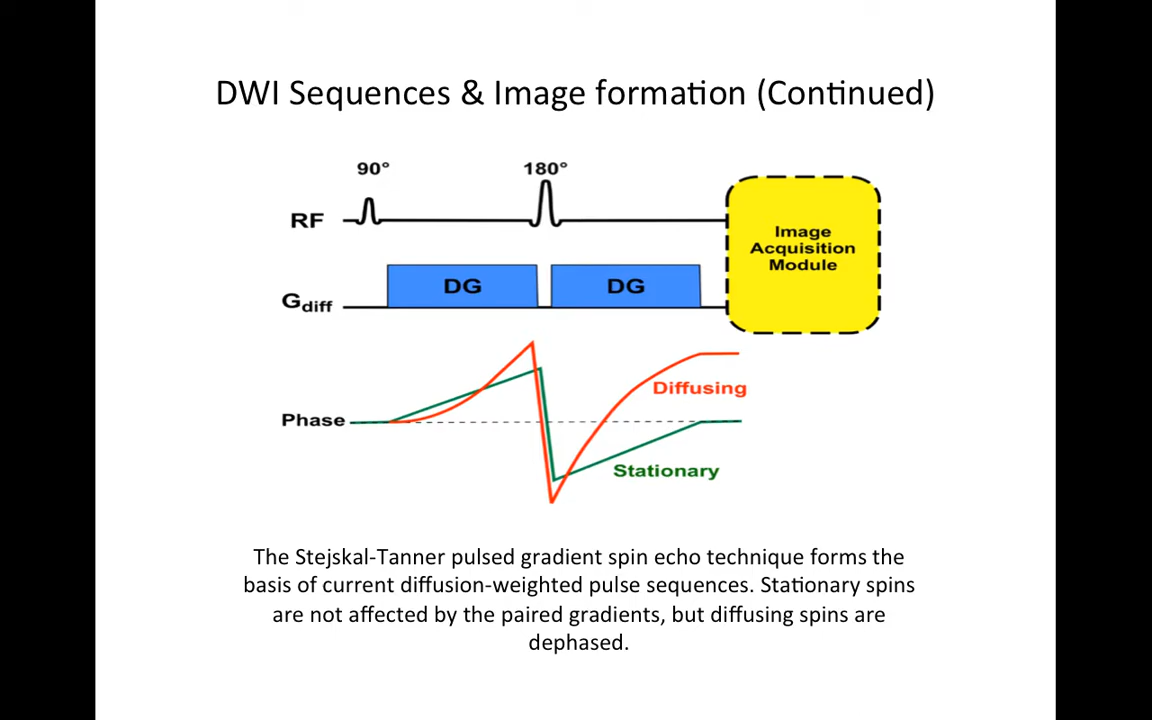 DWI Sequences & Image formation (Continued)
90° 180°
RF
Image
Acquisition
Module
DG DG
Gdiff
Diffusing
Phase
Stationary
The Stejskal-Tanner pulsed gradient spin echo technique forms the
basis of current diffusion-weighted pulse sequences. Stationary spins
are not affected by the paired gradients, but diffusing spins are
dephased.